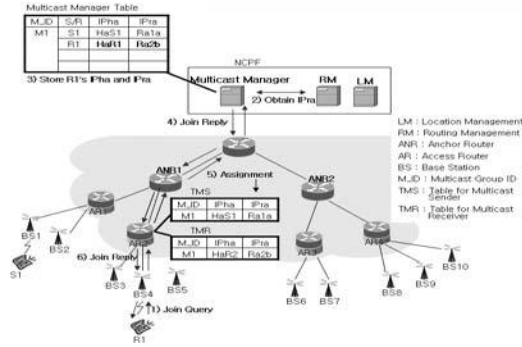 Multicast Manager Table
M_ID S/R IPha IPra
M1 S1 HaS1 Ra1a
R1 HaR1 Ra2b
3) Store R1's IPha and IPra
NCPF
Multicast Manager RM LM
2) Obtain IPra
4) Join Reply
LM : Location Management
RM : Routing Management
ANR : Anchor Router
AR : Access Router
BS : Base Station
M_ID : Multicast Group ID
TMS : Table for Multicast
Sender
TMR : Table for Multicast
Receiver
ANR1
5) Assignment
ANR2
TMS
M_ID IPha IPra
M1 HaS1 Ra1a
TMR
M_ID IPha IPra
M1 HaR2 Ra2b
AR1
AR2
AR3
AR4
BS1
BS2
S1
6) Join Reply
BS3
BS4
BS5
BS6
BS7
BS8
BS9
BS10
1) Join Query
R1